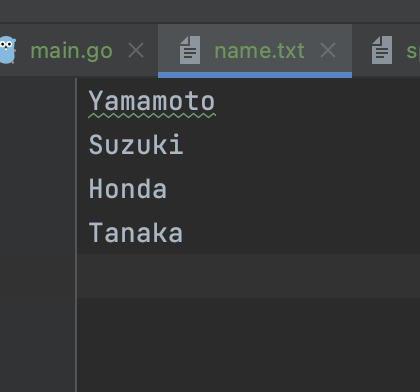 main.go name.txt
Yamamoto
Suzuki
Honda
Tanaka